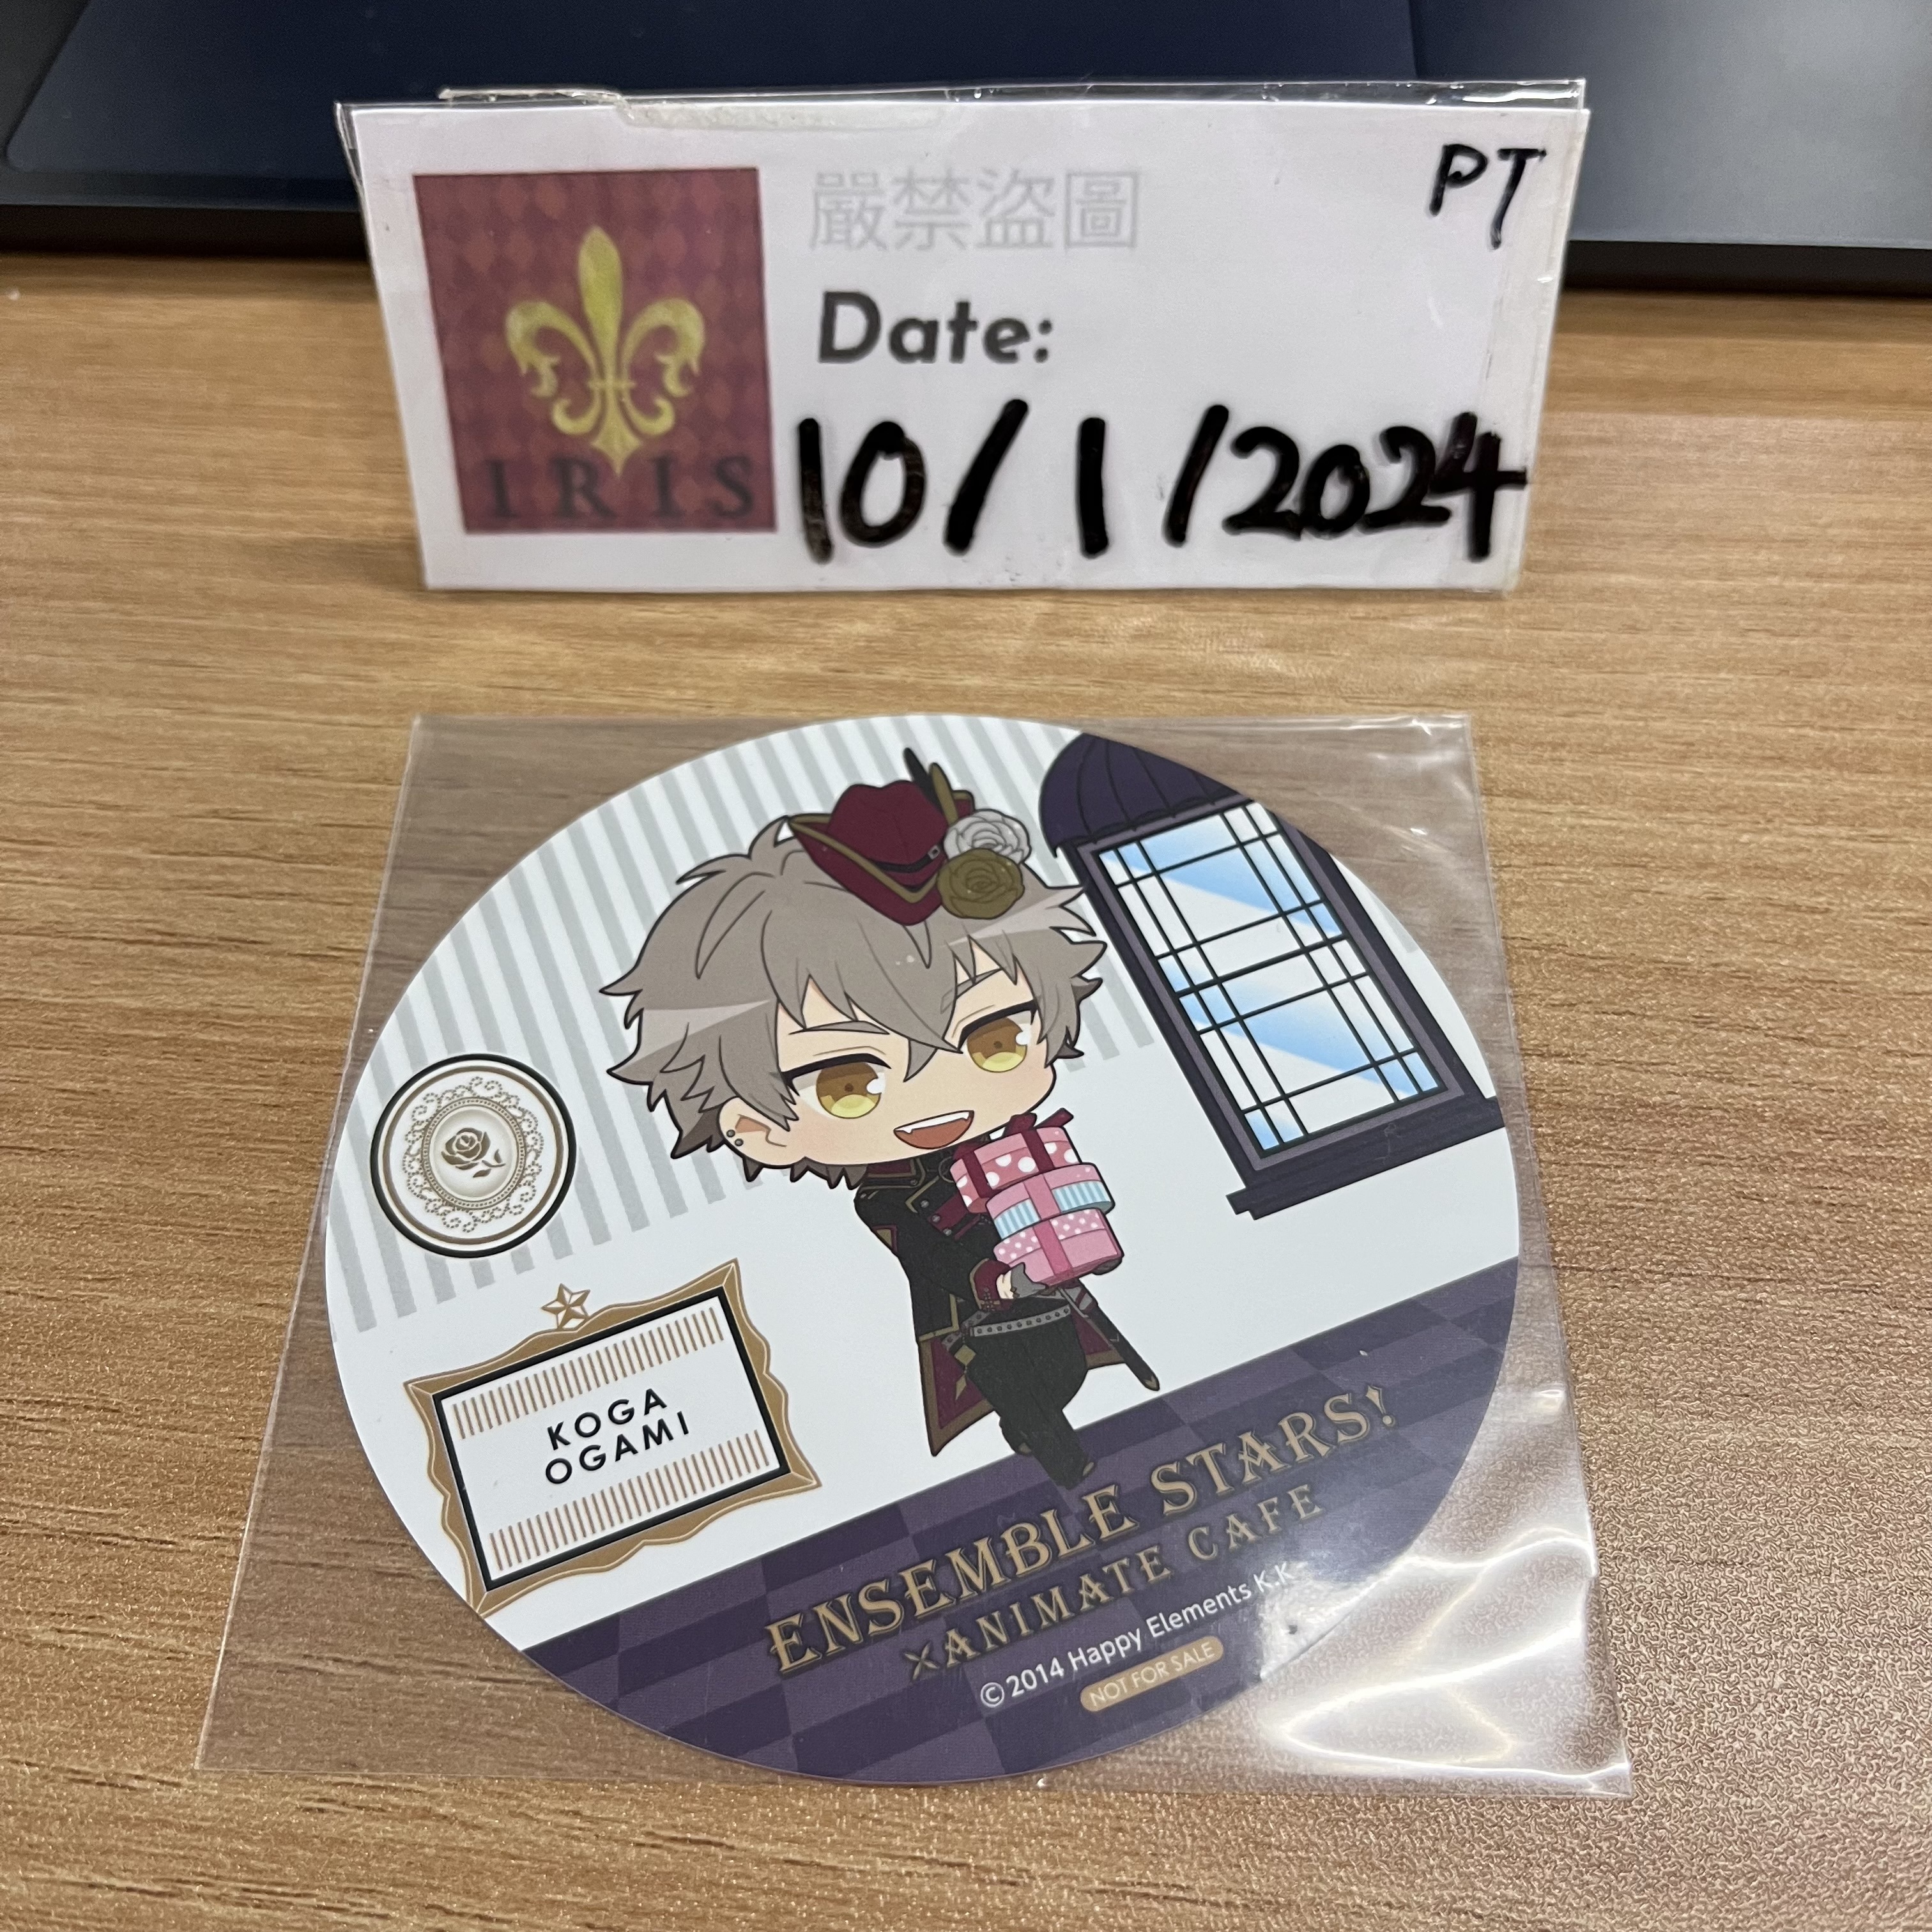 嚴禁盜圖
PT
Date:
10/1/2024
IRIS
KOGA
OGAMI
ENSEMBLE STARS!
×ANIMATE CAFE
©2014 Happy Elements K.K
NOT FOR SALE